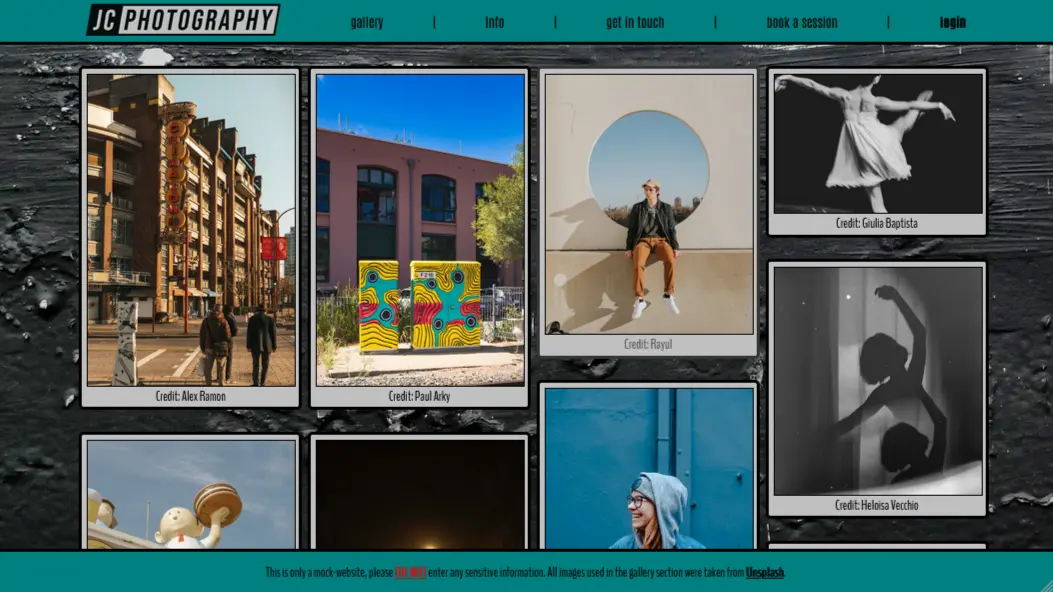 JC PHOTOGRAPHY
gallery | info | get in touch | book a session | login
Credit: Alex Ramon
Credit: Paul Arky
Credit: Rayul
Credit: Giulia Baptista
Credit: Heloisa Vecchio
This is only a mock-website, please DO NOT enter any sensitive information. All images used in the gallery section were taken from Unsplash.